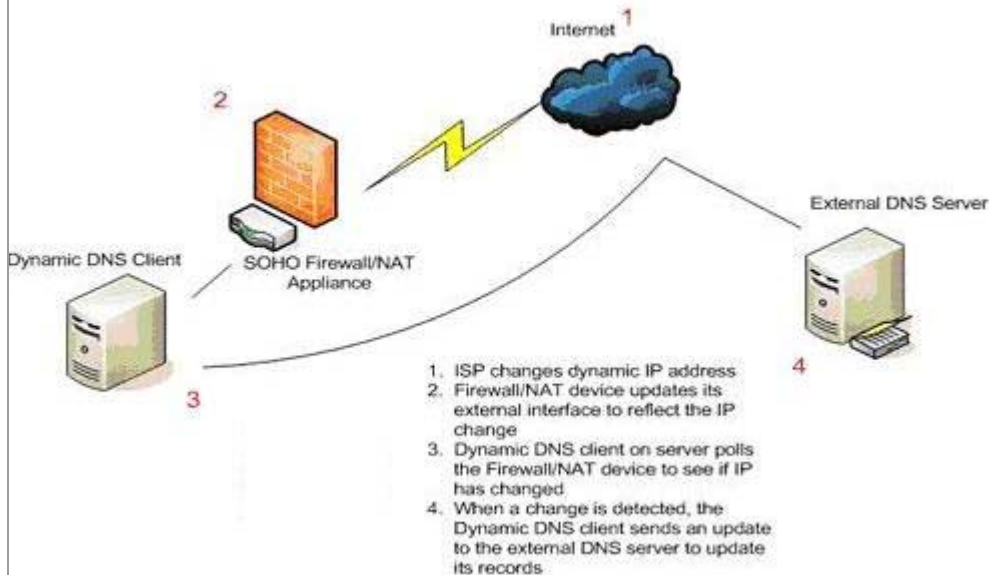 Internet
1
2
External DNS Server
Dynamic DNS Client
SOHO Firewall/NAT
Appliance
3
4
1. ISP changes dynamic IP address
2. Firewall/NAT device updates its
external interface to reflect the IP
change
3. Dynamic DNS client on server polls
the Firewall/NAT device to see if IP
has changed
4. When a change is detected, the
Dynamic DNS client sends an update
to the external DNS server to update
its records